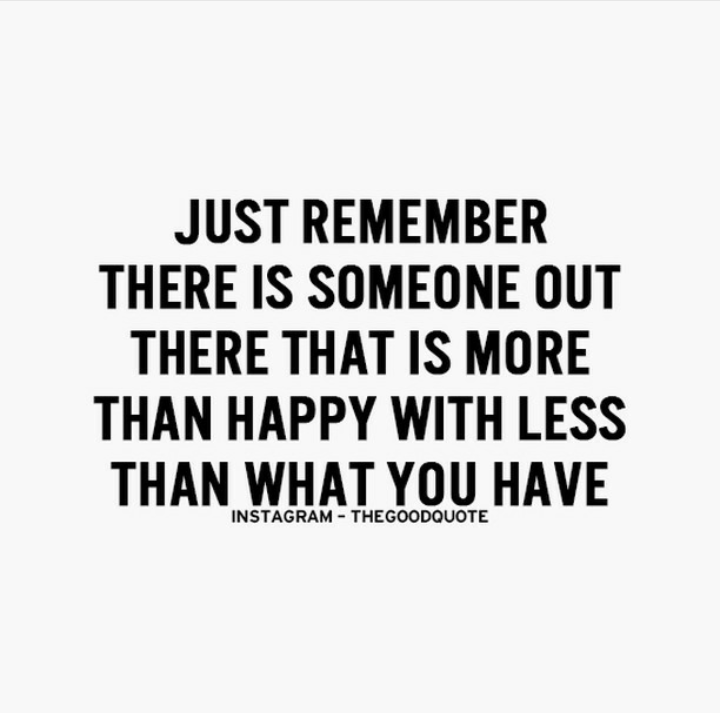 JUST REMEMBER
THERE IS SOMEONE OUT
THERE THAT IS MORE
THAN HAPPY WITH LESS
THAN WHAT YOU HAVE
INSTAGRAM - THEGOODQUOTE